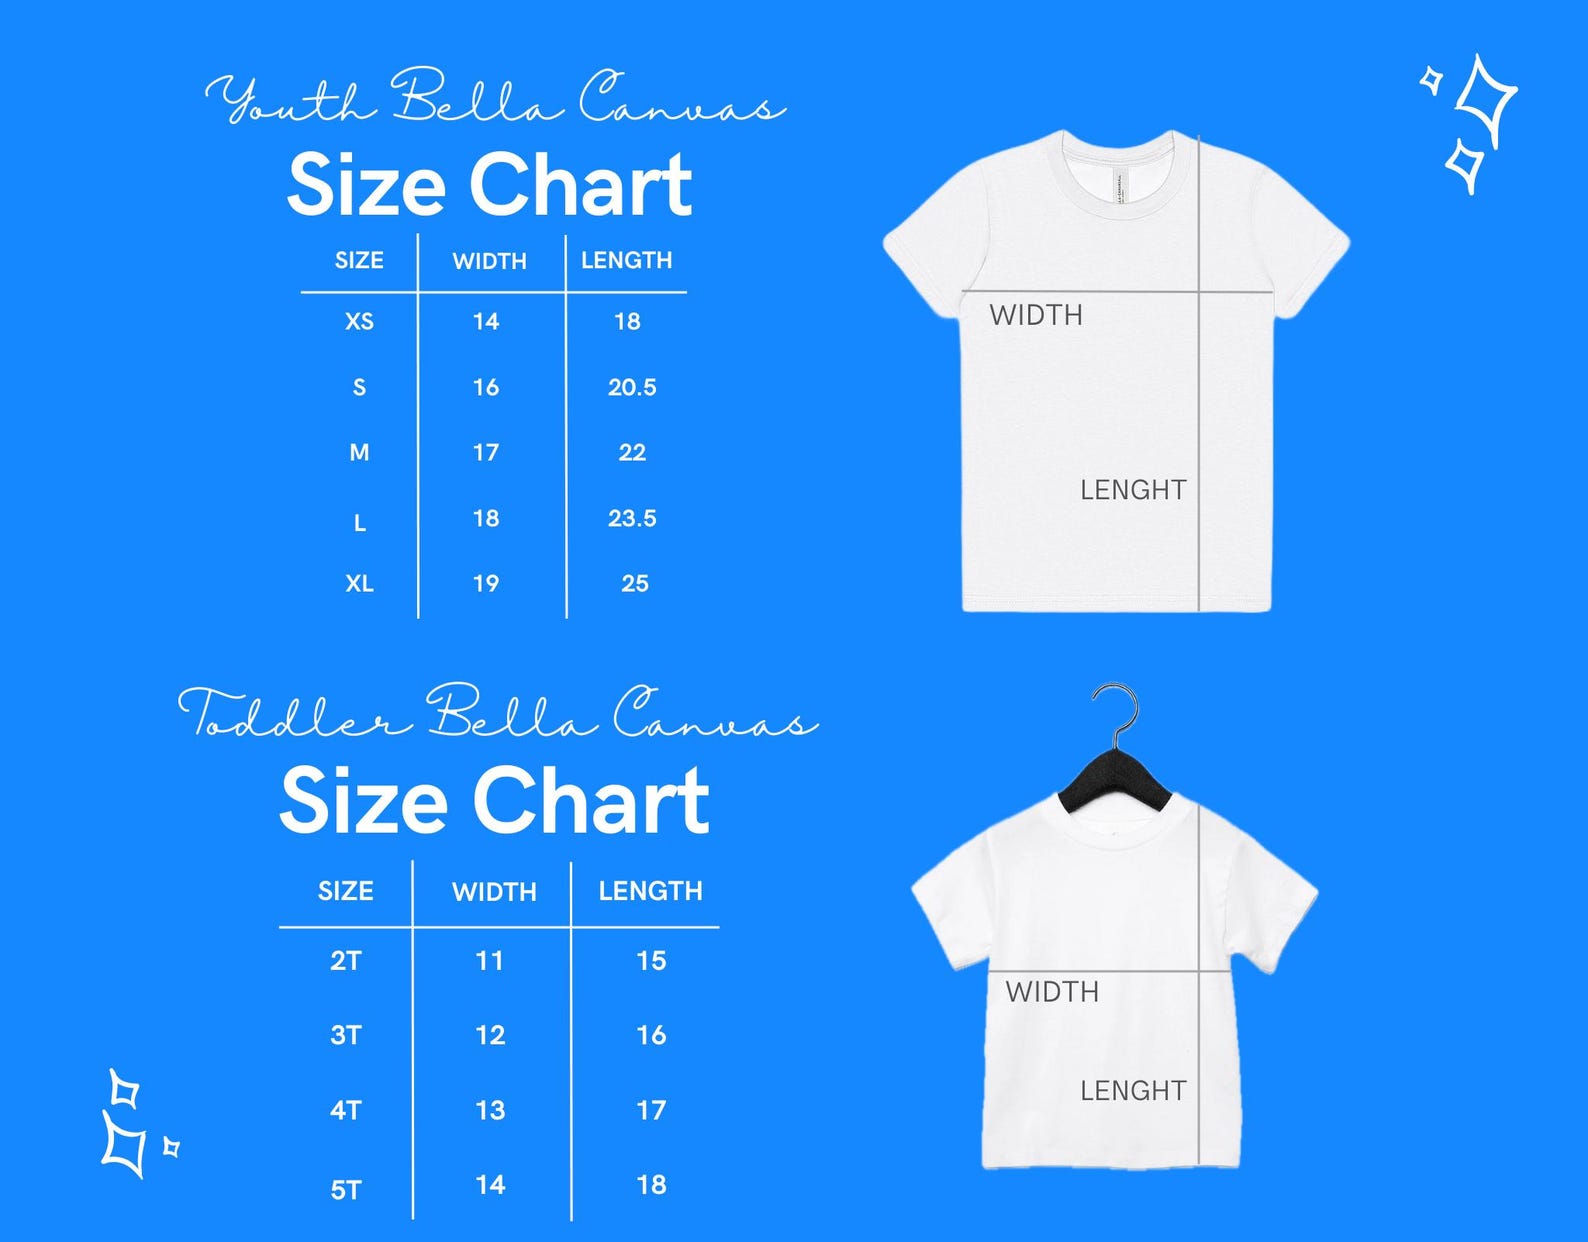 Youth Bella Canvas
Size Chart
SIZE WIDTH LENGTH
XS 14 18
S 16 20.5
M 17 22
L 18 23.5
XL 19 25
WIDTH
LENGHT
Toddler Bella Canvas
Size Chart
SIZE WIDTH LENGTH
2T 11 15
3T 12 16
4T 13 17
5T 14 18
WIDTH
LENGHT